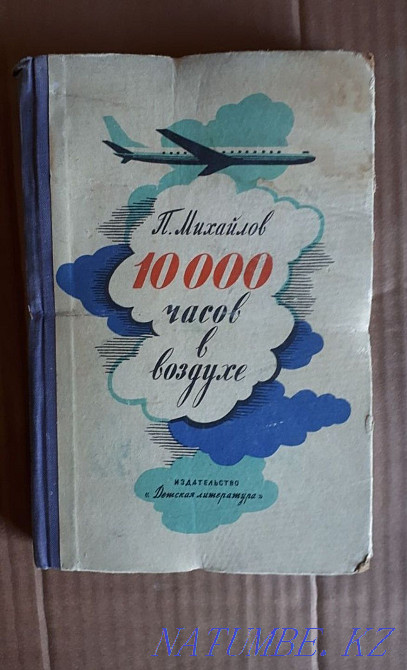 П. Михайлов
10 000
часов
в
воздухе
ИЗДАТЕЛЬСТВО
«Детская литература»
NATUMBE.KZ